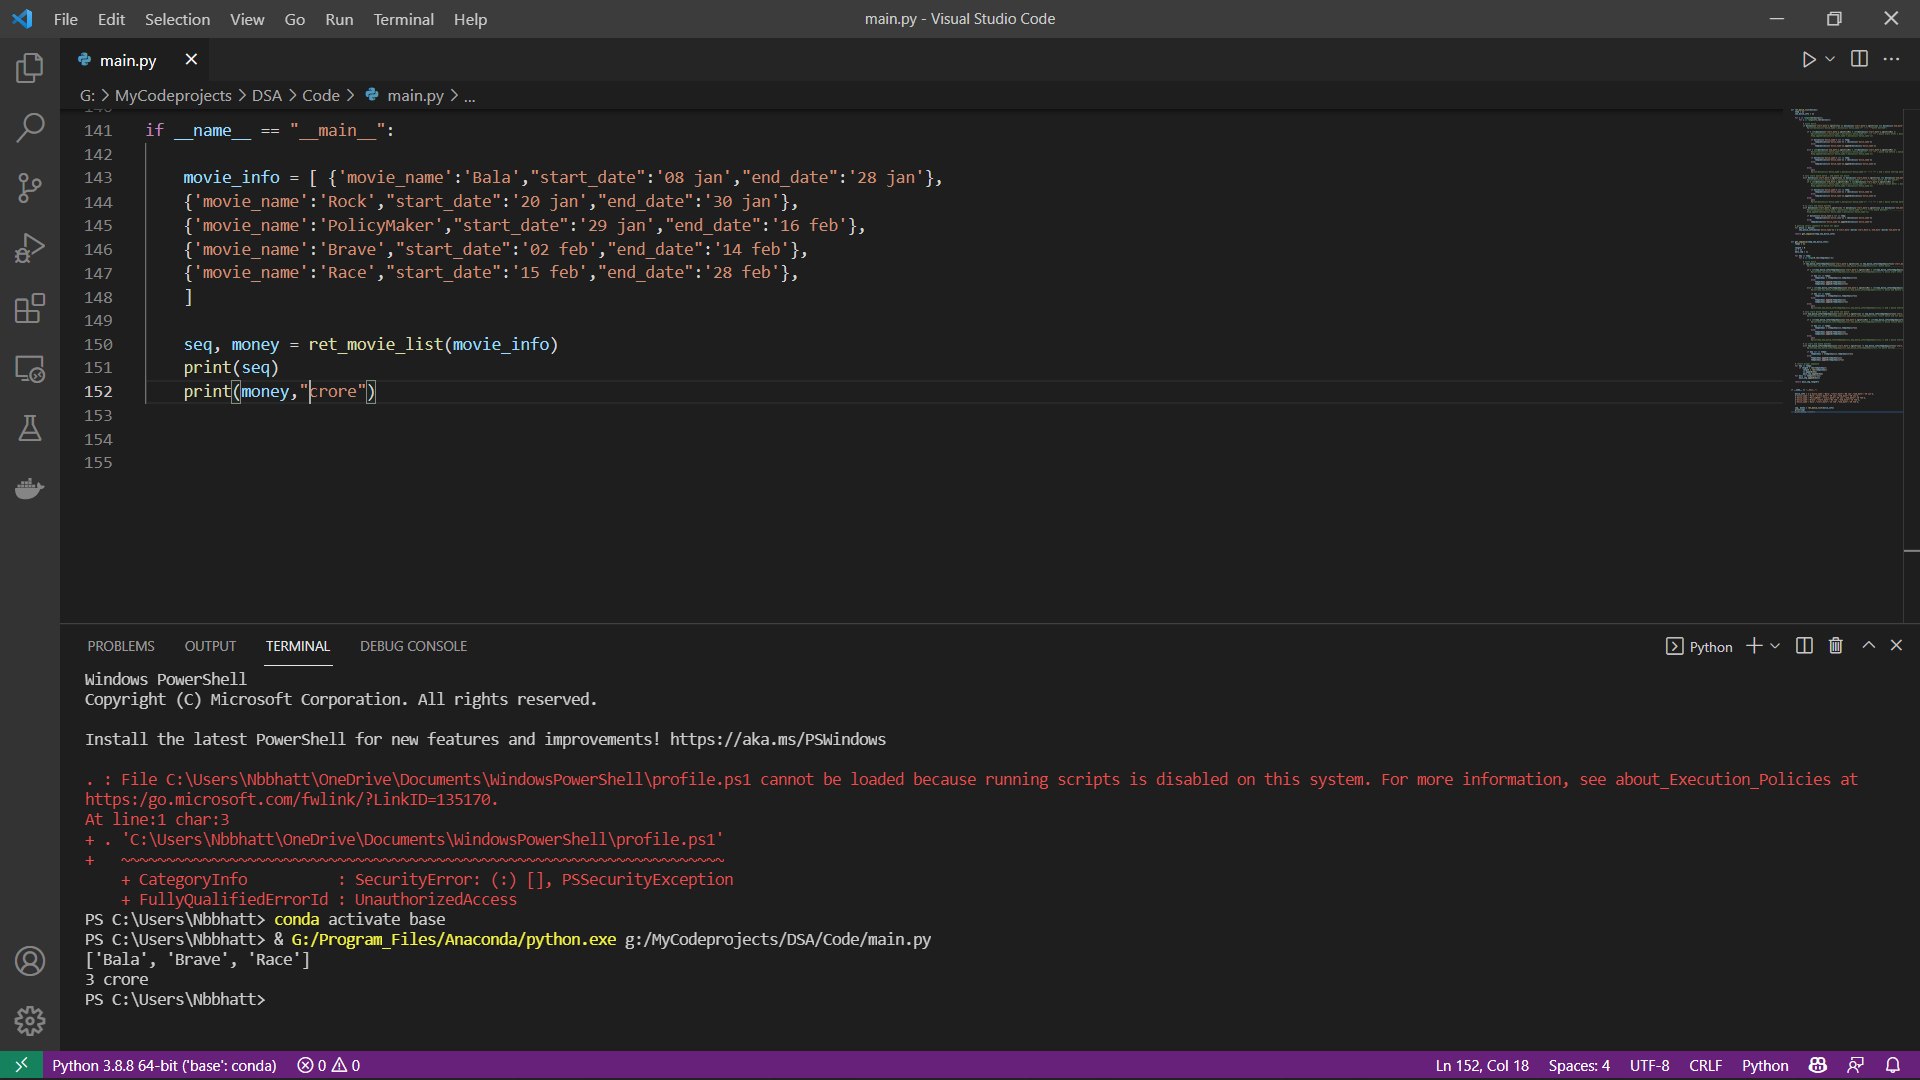 File Edit Selection View Go Run Terminal Help
main.py - Visual Studio Code
main.py
G: > MyCodeprojects > DSA > Code > main.py > ...
141 if __name__ == "__main__":
142
143 movie_info = [ {'movie_name':'Bala',"start_date":'08 jan',"end_date":'28 jan'},
144 {'movie_name':'Rock',"start_date":'20 jan',"end_date":'30 jan'},
145 {'movie_name':'PolicyMaker',"start_date":'29 jan',"end_date":'16 feb'},
146 {'movie_name':'Brave',"start_date":'02 feb',"end_date":'14 feb'},
147 {'movie_name':'Race',"start_date":'15 feb',"end_date":'28 feb'},
148 ]
149
150 seq, money = ret_movie_list(movie_info)
151 print(seq)
152 print(money,"crore")
153
154
155
PROBLEMS OUTPUT TERMINAL DEBUG CONSOLE
Python
Windows PowerShell
Copyright (C) Microsoft Corporation. All rights reserved.
Install the latest PowerShell for new features and improvements! https://aka.ms/PSWindows
. : File C:\Users\Nbbhatt\OneDrive\Documents\WindowsPowerShell\profile.ps1 cannot be loaded because running scripts is disabled on this system. For more information, see about_Execution_Policies at
https:/go.microsoft.com/fwlink/?LinkID=135170.
At line:1 char:3
+ . 'C:\Users\Nbbhatt\OneDrive\Documents\WindowsPowerShell\profile.ps1'
+ ~~~~~~~~~~~~~~~~~~~~~~~~~~~~~~~~~~~~~~~~~~~~~~~~~~~~~~~~~~~~~~~~~~~
+ CategoryInfo : SecurityError: (:) [], PSSecurityException
+ FullyQualifiedErrorId : UnauthorizedAccess
PS C:\Users\Nbbhatt> conda activate base
PS C:\Users\Nbbhatt> & G:/Program_Files/Anaconda/python.exe g:/MyCodeprojects/DSA/Code/main.py
['Bala', 'Brave', 'Race']
3 crore
PS C:\Users\Nbbhatt>
Python 3.8.8 64-bit ('base': conda) 0 0
Ln 152, Col 18 Spaces: 4 UTF-8 CRLF Python